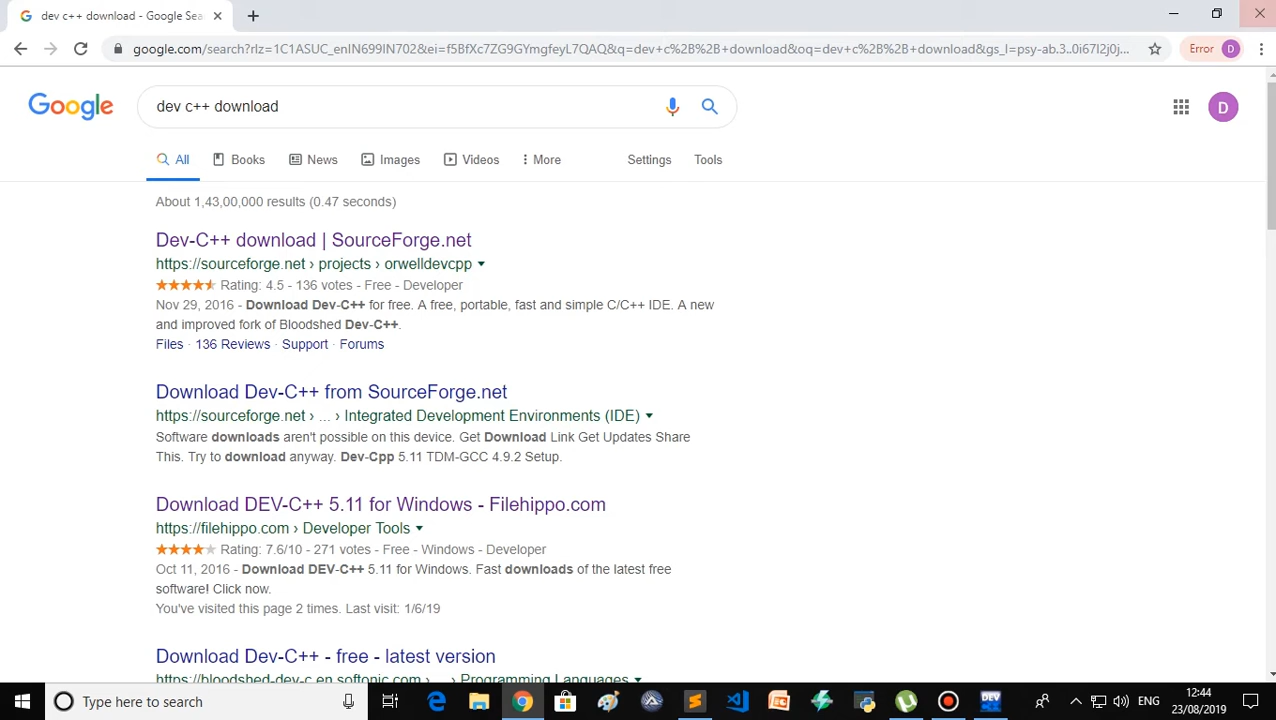 dev c++ download - Google Sea
google.com/search?rlz=1C1ASUC_enIN699IN702&ei=f5BfXc7ZG9GYmgfeyL7QAQ&q=dev+c%2B%2B+download&oq=dev+c%2B%2B+download&gs_l=psy-ab.3..0i67l2j0j...
Error D
Google
dev c++ download
D
All Books News Images Videos More Settings Tools
About 1,43,00,000 results (0.47 seconds)
Dev-C++ download | SourceForge.net
https://sourceforge.net › projects › orwelldevcpp
Rating: 4.5 - 136 votes - Free - Developer
Nov 29, 2016 - Download Dev-C++ for free. A free, portable, fast and simple C/C++ IDE. A new
and improved fork of Bloodshed Dev-C++.
Files · 136 Reviews · Support · Forums
Download Dev-C++ from SourceForge.net
https://sourceforge.net › ... › Integrated Development Environments (IDE)
Software downloads aren't possible on this device. Get Download Link Get Updates Share
This. Try to download anyway. Dev-Cpp 5.11 TDM-GCC 4.9.2 Setup.
Download DEV-C++ 5.11 for Windows - Filehippo.com
https://filehippo.com › Developer Tools
Rating: 7.6/10 - 271 votes - Free - Windows - Developer
Oct 11, 2016 - Download DEV-C++ 5.11 for Windows. Fast downloads of the latest free
software! Click now.
You've visited this page 2 times. Last visit: 1/6/19
Download Dev-C++ - free - latest version
https://bloodshed-dev-c.en.softonic.com › ... › Programming Languages
Type here to search
DEV
ENG
12:44
23/08/2019